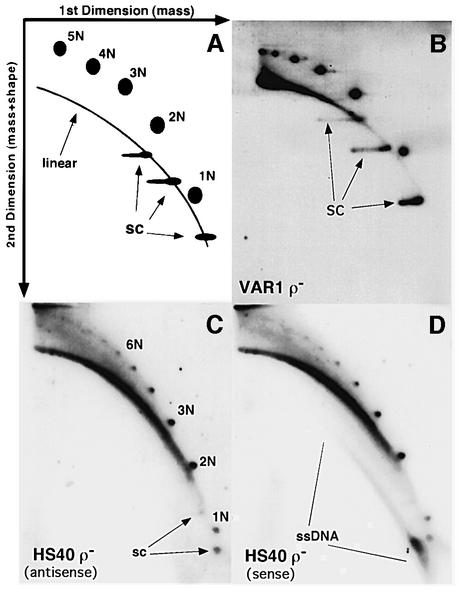 1st Dimension (mass)
2nd Dimension (mass+shape)
A
5N
4N
3N
2N
1N
linear
sc
B
SC
VAR1 ρ-
C
6N
3N
2N
1N
sc
HS40 ρ-
(antisense)
D
ssDNA
HS40 ρ-
(sense)